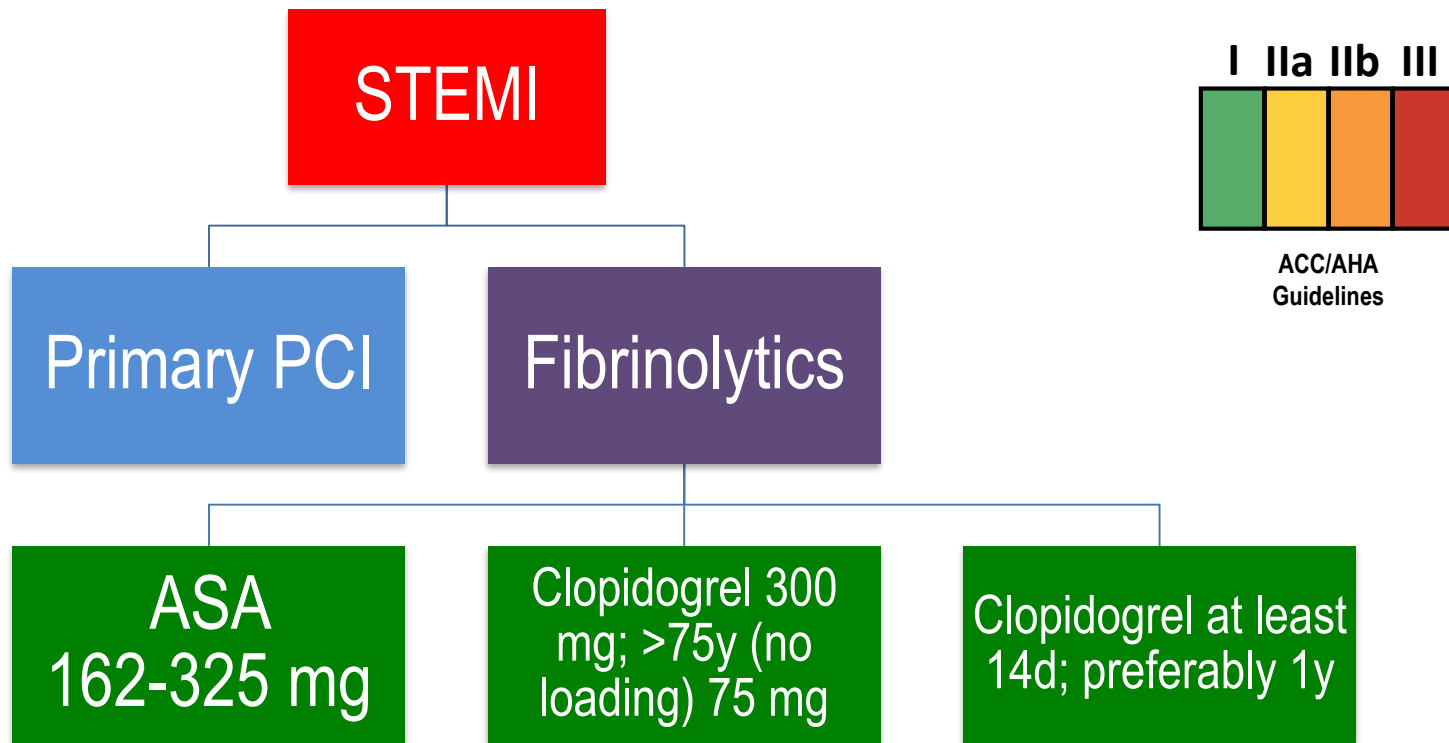 STEMI
I IIa IIb III
ACC/AHA
Guidelines
Primary PCI
Fibrinolytics
ASA
162-325 mg
Clopidogrel 300
mg; >75y (no
loading) 75 mg
Clopidogrel at least
14d; preferably 1y